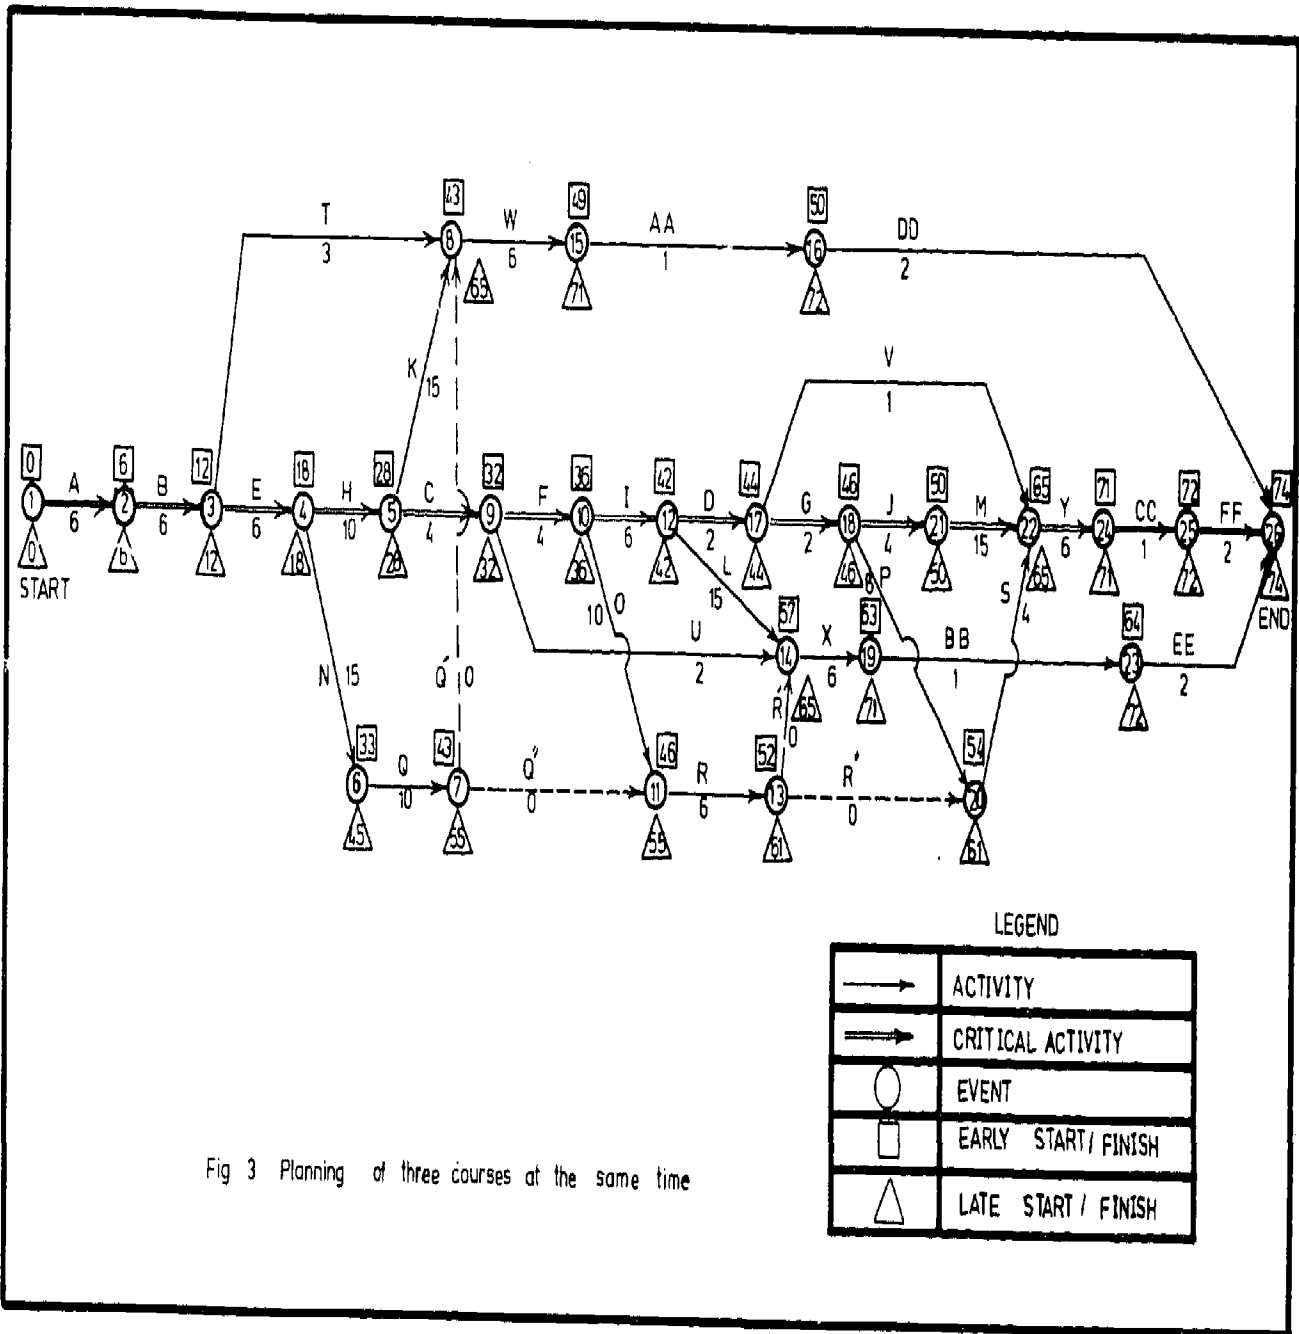 43 49 50
T W AA DD
8 15 16
3 6 1 2
65 71 72
V
K 15
1
0 6 12 18 28 32 36 42 44 46 50 65 71 72 74
A B E H C F I D G J M Y CC FF
1 2 3 4 5 9 10 12 17 18 21 22 24 25 26
6 6 6 10 4 4 6 2 2 4 15 6 1 2
0 b 12 18 28 32 36 42 44 46 50 65 71 72 74
START END
L 15
10 O
8 P
S 4
57 63 64
U X BB EE
14 19 23
2 6 1 2
65 71 72
N 15
Q' 0
R' 0
33 43 46 52 54
Q Q" R R"
6 7 11 13 20
10 0 6 0
45 55 55 61 61
LEGEND
ACTIVITY
CRITICAL ACTIVITY
EVENT
EARLY START / FINISH
LATE START / FINISH
Fig 3 Planning of three courses at the same time